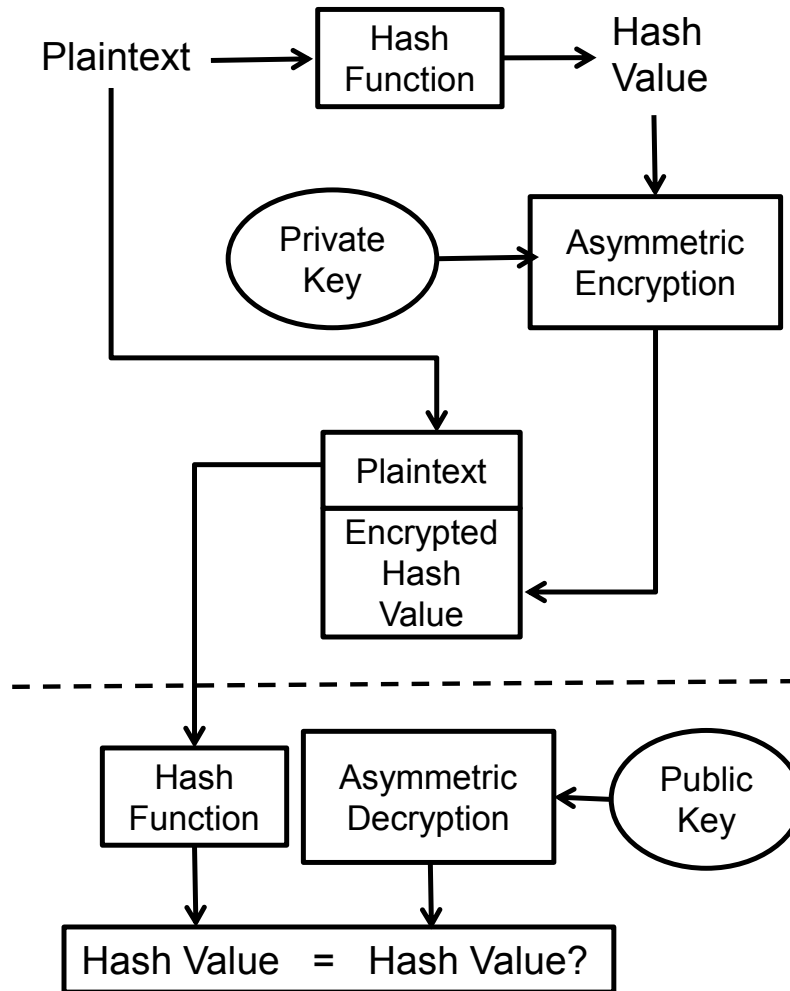 Plaintext
Hash
Function
Hash
Value
Private
Key
Asymmetric
Encryption
Plaintext
Encrypted
Hash
Value
Hash
Function
Asymmetric
Decryption
Public
Key
Hash Value = Hash Value?